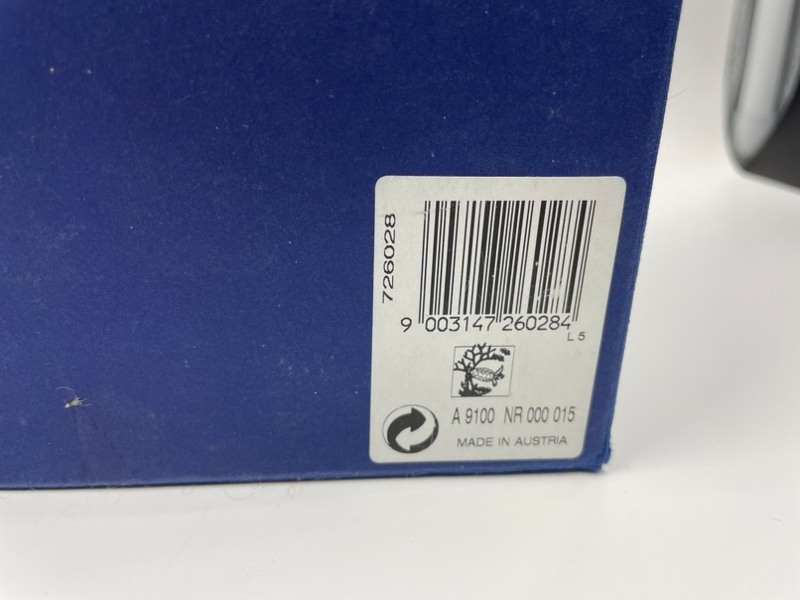 726028
9 003147 260284
L 5
A 9100 NR 000 015
MADE IN AUSTRIA